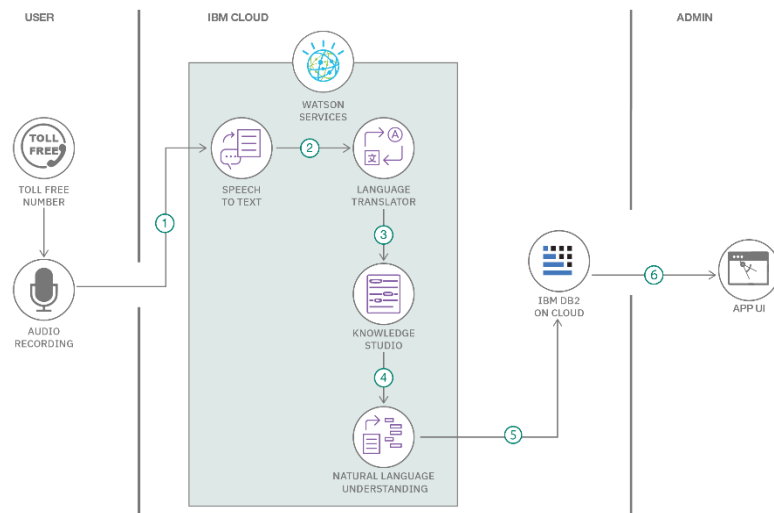 USER
IBM CLOUD
ADMIN
WATSON
SERVICES
TOLL
FREE
TOLL FREE
NUMBER
SPEECH
TO TEXT
2
A
文
LANGUAGE
TRANSLATOR
1
3
AUDIO
RECORDING
KNOWLEDGE
STUDIO
IBM DB2
ON CLOUD
6
APP UI
4
5
NATURAL LANGUAGE
UNDERSTANDING